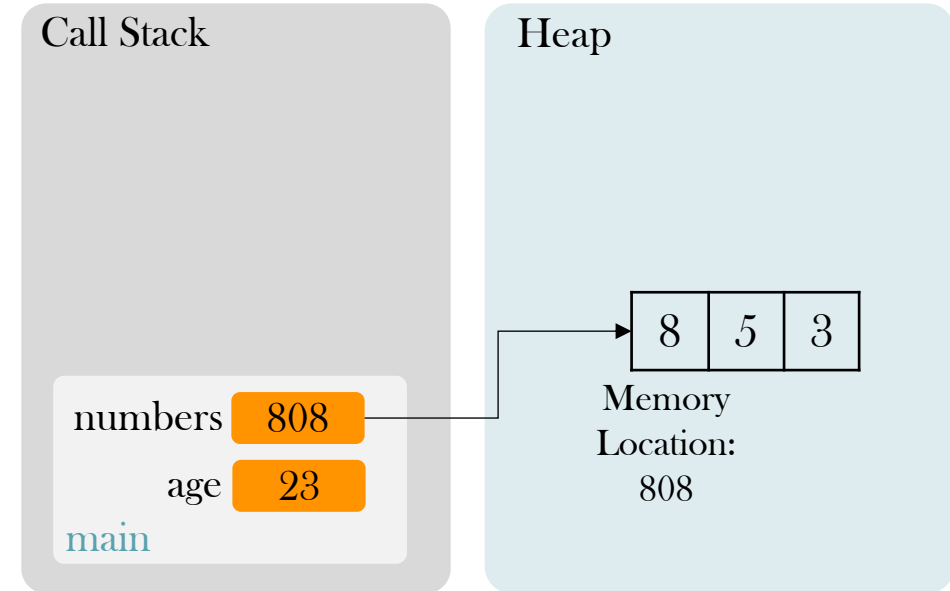 Call Stack
Heap
8 5 3
numbers 808
Memory
Location:
808
age 23
main